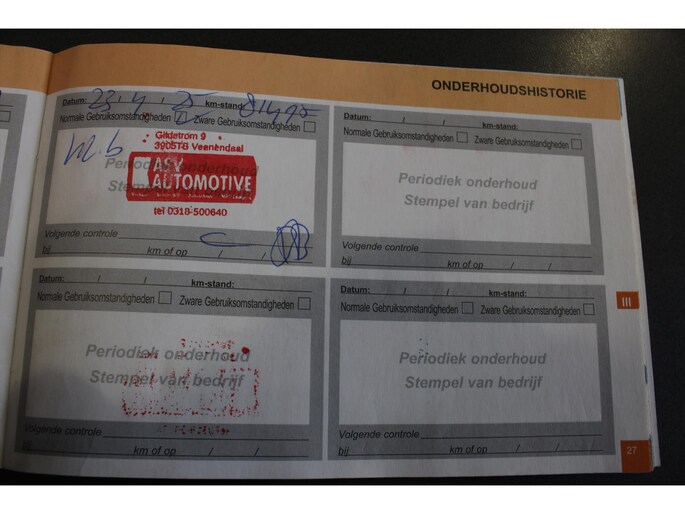 ONDERHOUDSHISTORIE
Datum: 23 / 4 / 25 km-stand: 81495
Normale Gebruiksomstandigheden Zware Gebruiksomstandigheden
Gildetrom 9
3905TB Veenendaal
Periodiek onderhoud
Stempel van bedrijf
ASY
AUTOMOTIVE
tel 0318-500640
Volgende controle
bij km of op / /
Datum: / / km-stand:
Normale Gebruiksomstandigheden Zware Gebruiksomstandigheden
Periodiek onderhoud
Stempel van bedrijf
Volgende controle
bij km of op / /
Datum: / / km-stand:
Normale Gebruiksomstandigheden Zware Gebruiksomstandigheden
Periodiek onderhoud
Stempel van bedrijf
Volgende controle
bij km of op / /
Datum: / / km-stand:
Normale Gebruiksomstandigheden Zware Gebruiksomstandigheden
Periodiek onderhoud
Stempel van bedrijf
Volgende controle
bij km of op / /
III
27